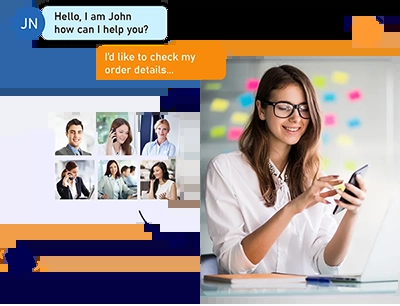 JN
Hello, I am John
how can I help you?
I'd like to check my
order details...